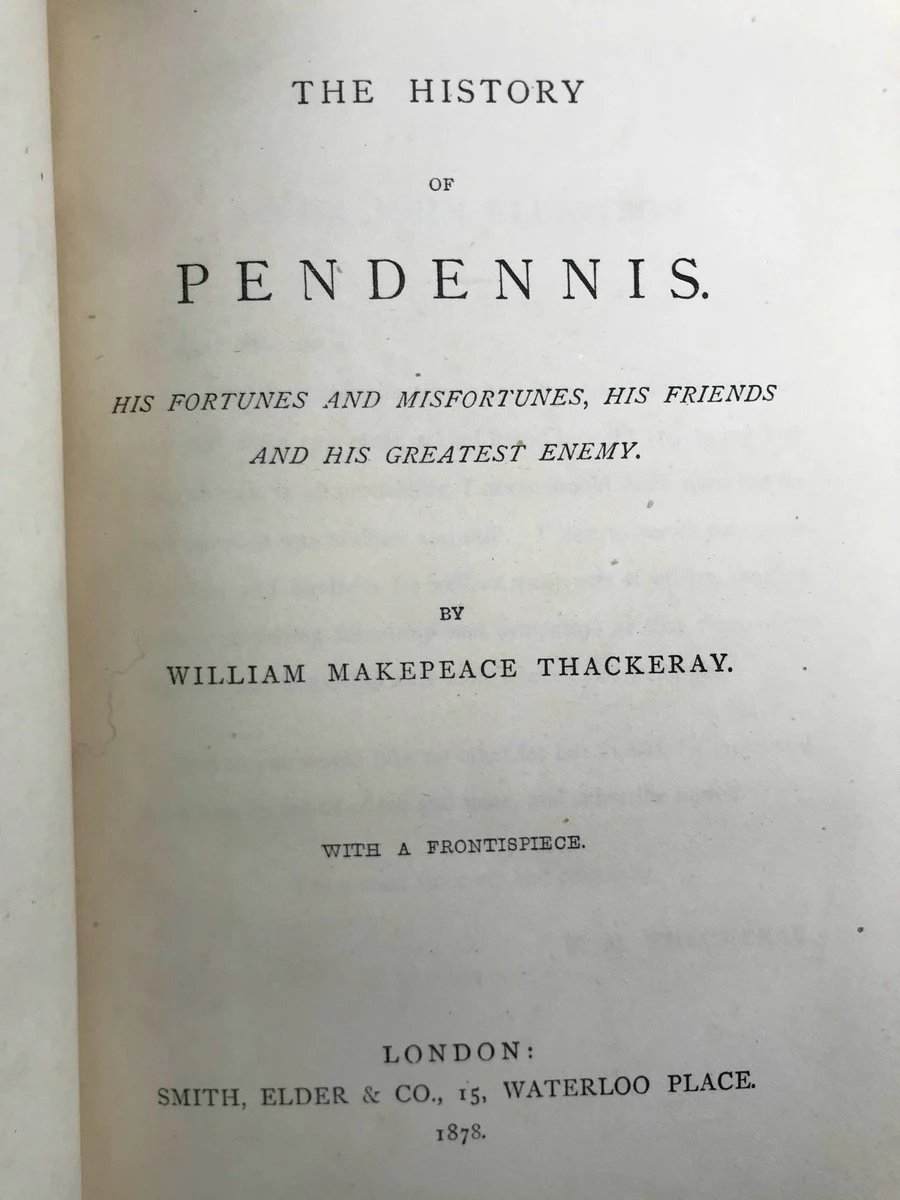 THE HISTORY
OF
PENDENNIS.
HIS FORTUNES AND MISFORTUNES, HIS FRIENDS
AND HIS GREATEST ENEMY.
BY
WILLIAM MAKEPEACE THACKERAY.
WITH A FRONTISPIECE.
LONDON:
SMITH, ELDER & CO., 15, WATERLOO PLACE.
1878.